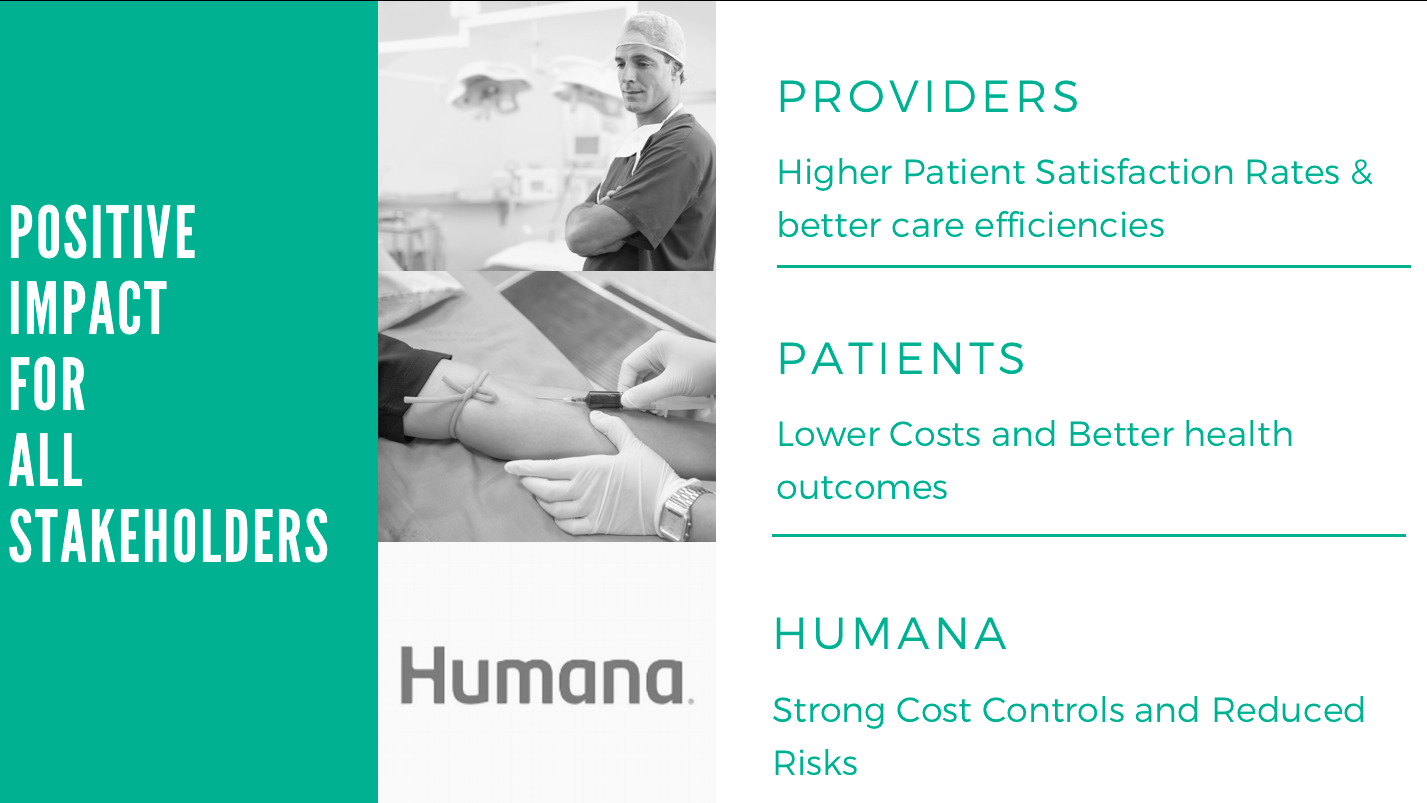 POSITIVE
IMPACT
FOR
ALL
STAKEHOLDERS
Humana.
PROVIDERS
Higher Patient Satisfaction Rates &
better care efficiencies
PATIENTS
Lower Costs and Better health
outcomes
HUMANA
Strong Cost Controls and Reduced
Risks